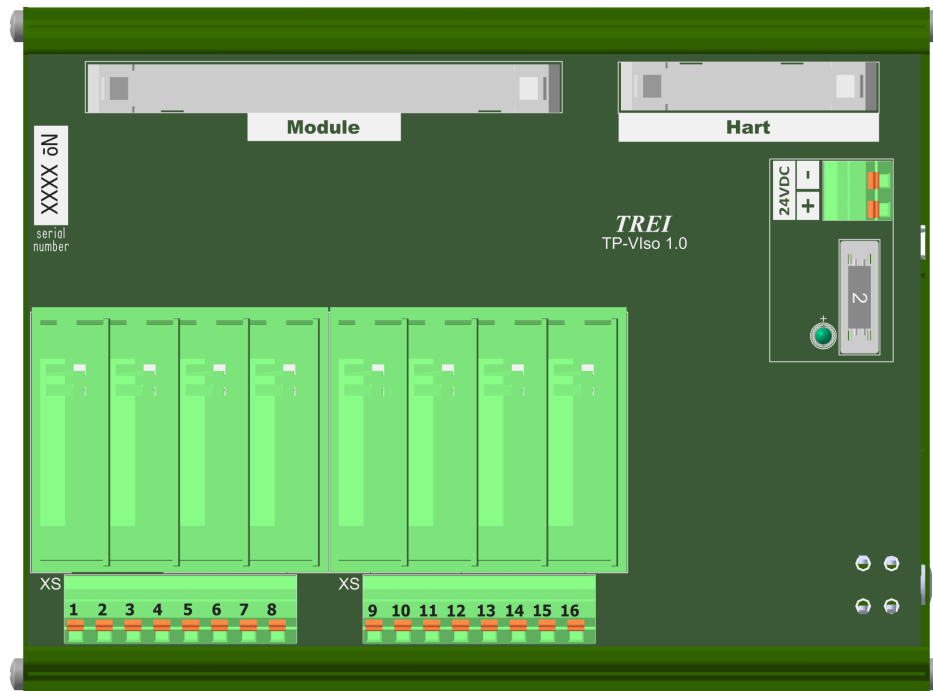 Module
Hart
№ XXXX
serial
number
24VDC
-
+
TREI
TP-VIso 1.0
2
+
XS
1 2 3 4 5 6 7 8
XS
9 10 11 12 13 14 15 16